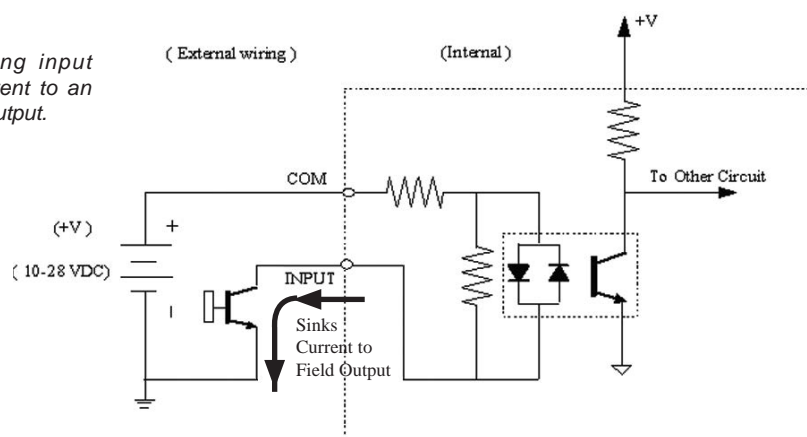 ng input
ent to an
utput.
( External wiring )
(Internal )
+V
COM
To Other Circuit
(+V )
+
( 10-28 VDC)
INPUT
Sinks
Current to
Field Output